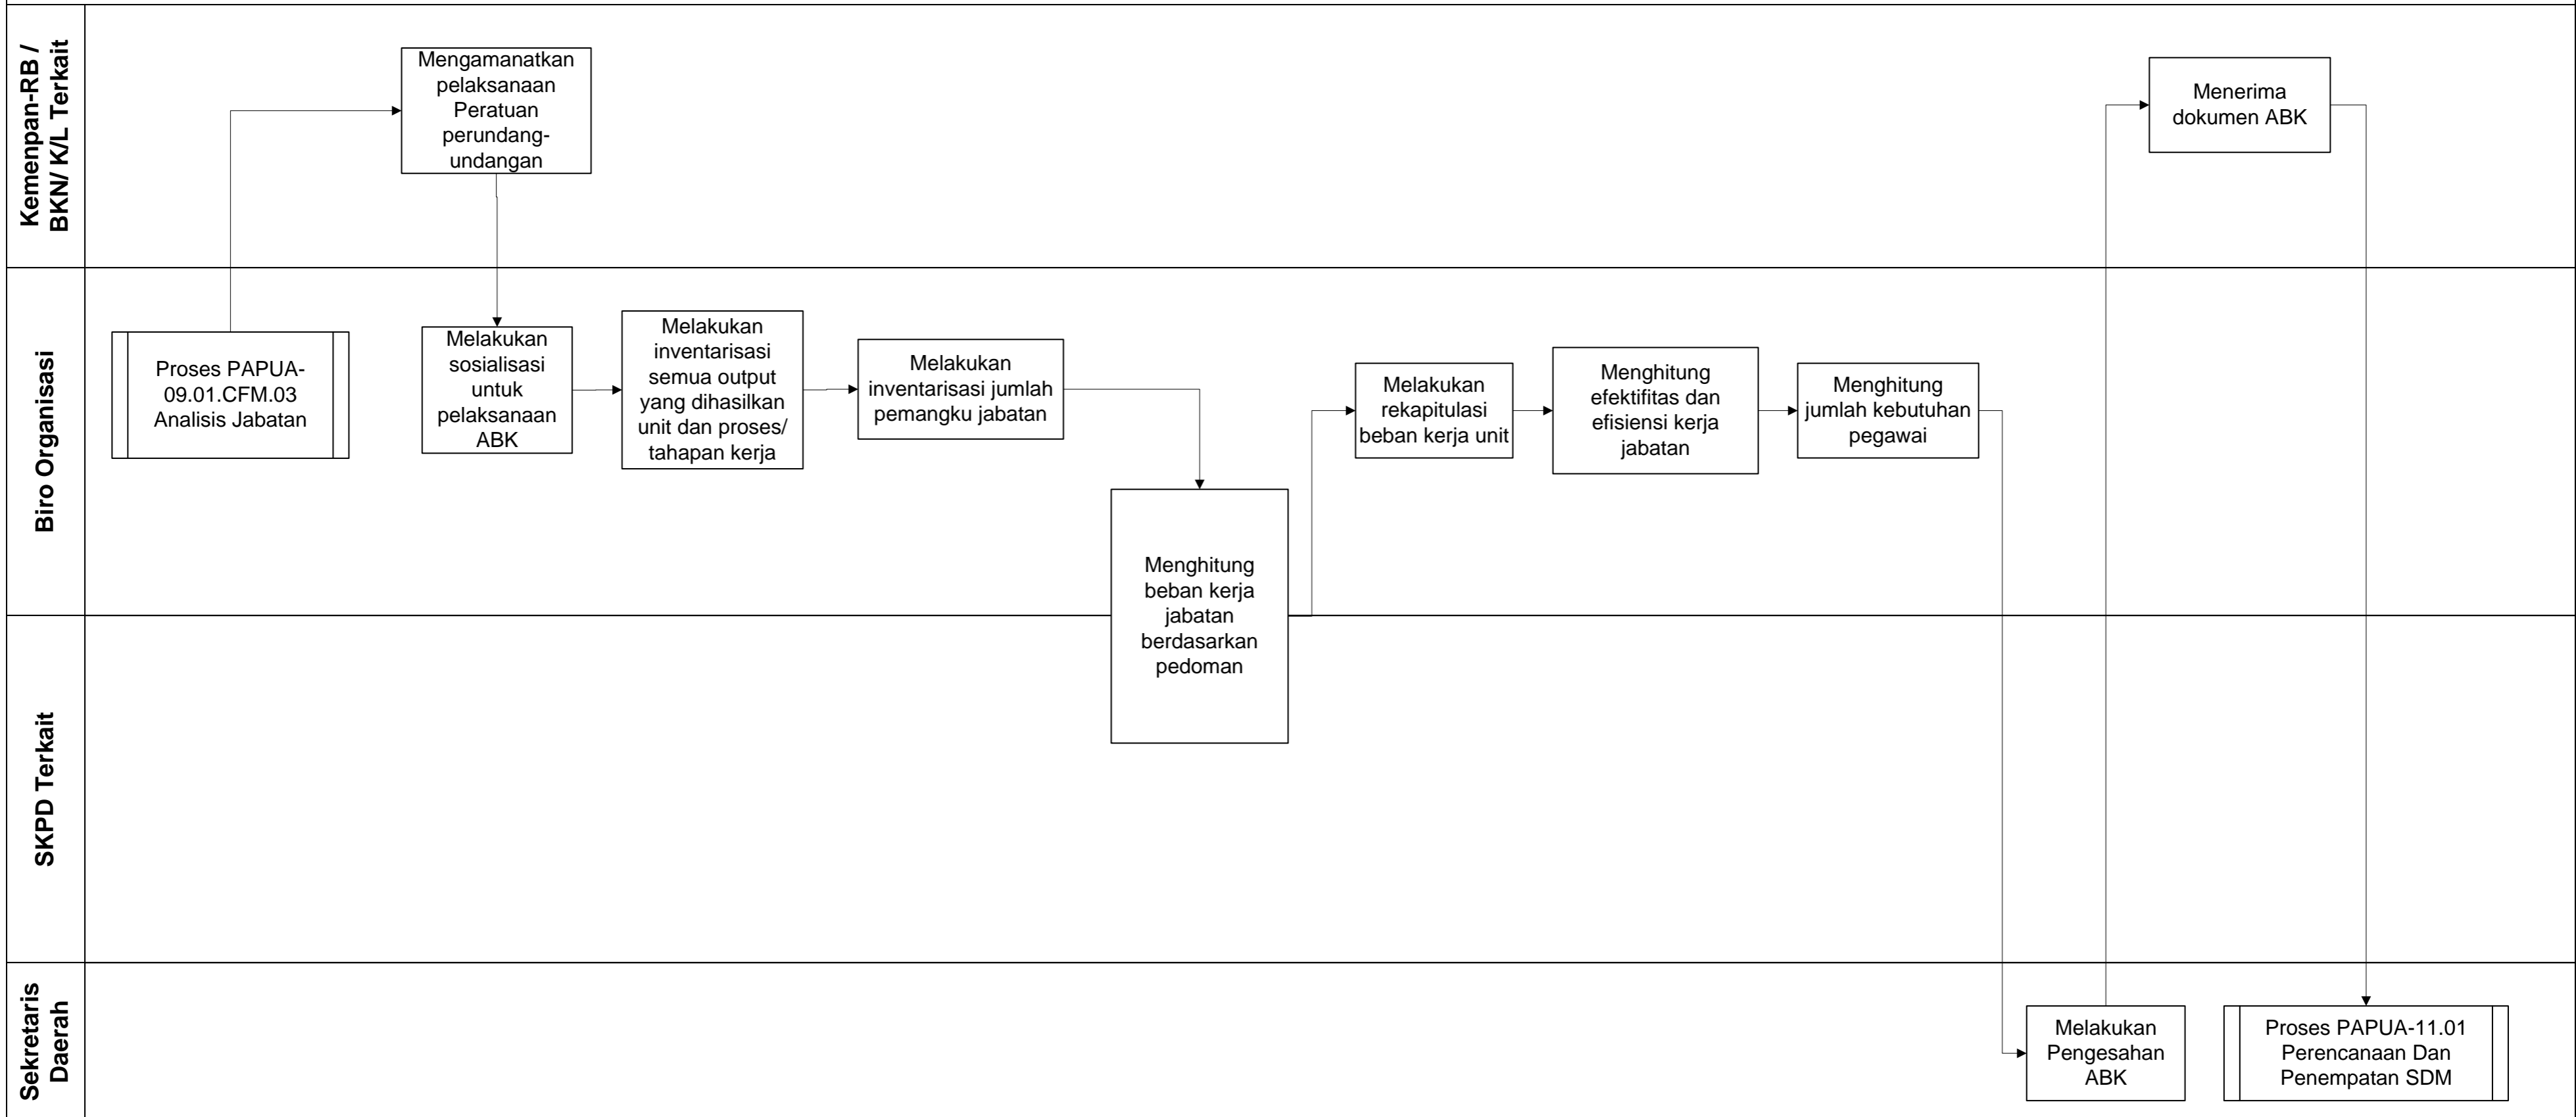 Kemenpan-RB /
BKN/ K/L Terkait
Mengamanatkan
pelaksanaan
Peratuan
perundang-
undangan
Menerima
dokumen ABK
Biro Organisasi
Proses PAPUA-
09.01.CFM.03
Analisis Jabatan
Melakukan
sosialisasi
untuk
pelaksanaan
ABK
Melakukan
inventarisasi
semua output
yang dihasilkan
unit dan proses/
tahapan kerja
Melakukan
inventarisasi jumlah
pemangku jabatan
Menghitung
beban kerja
jabatan
berdasarkan
pedoman
Melakukan
rekapitulasi
beban kerja unit
Menghitung
efektifitas dan
efisiensi kerja
jabatan
Menghitung
jumlah kebutuhan
pegawai
SKPD Terkait
Sekretaris
Daerah
Melakukan
Pengesahan
ABK
Proses PAPUA-11.01
Perencanaan Dan
Penempatan SDM